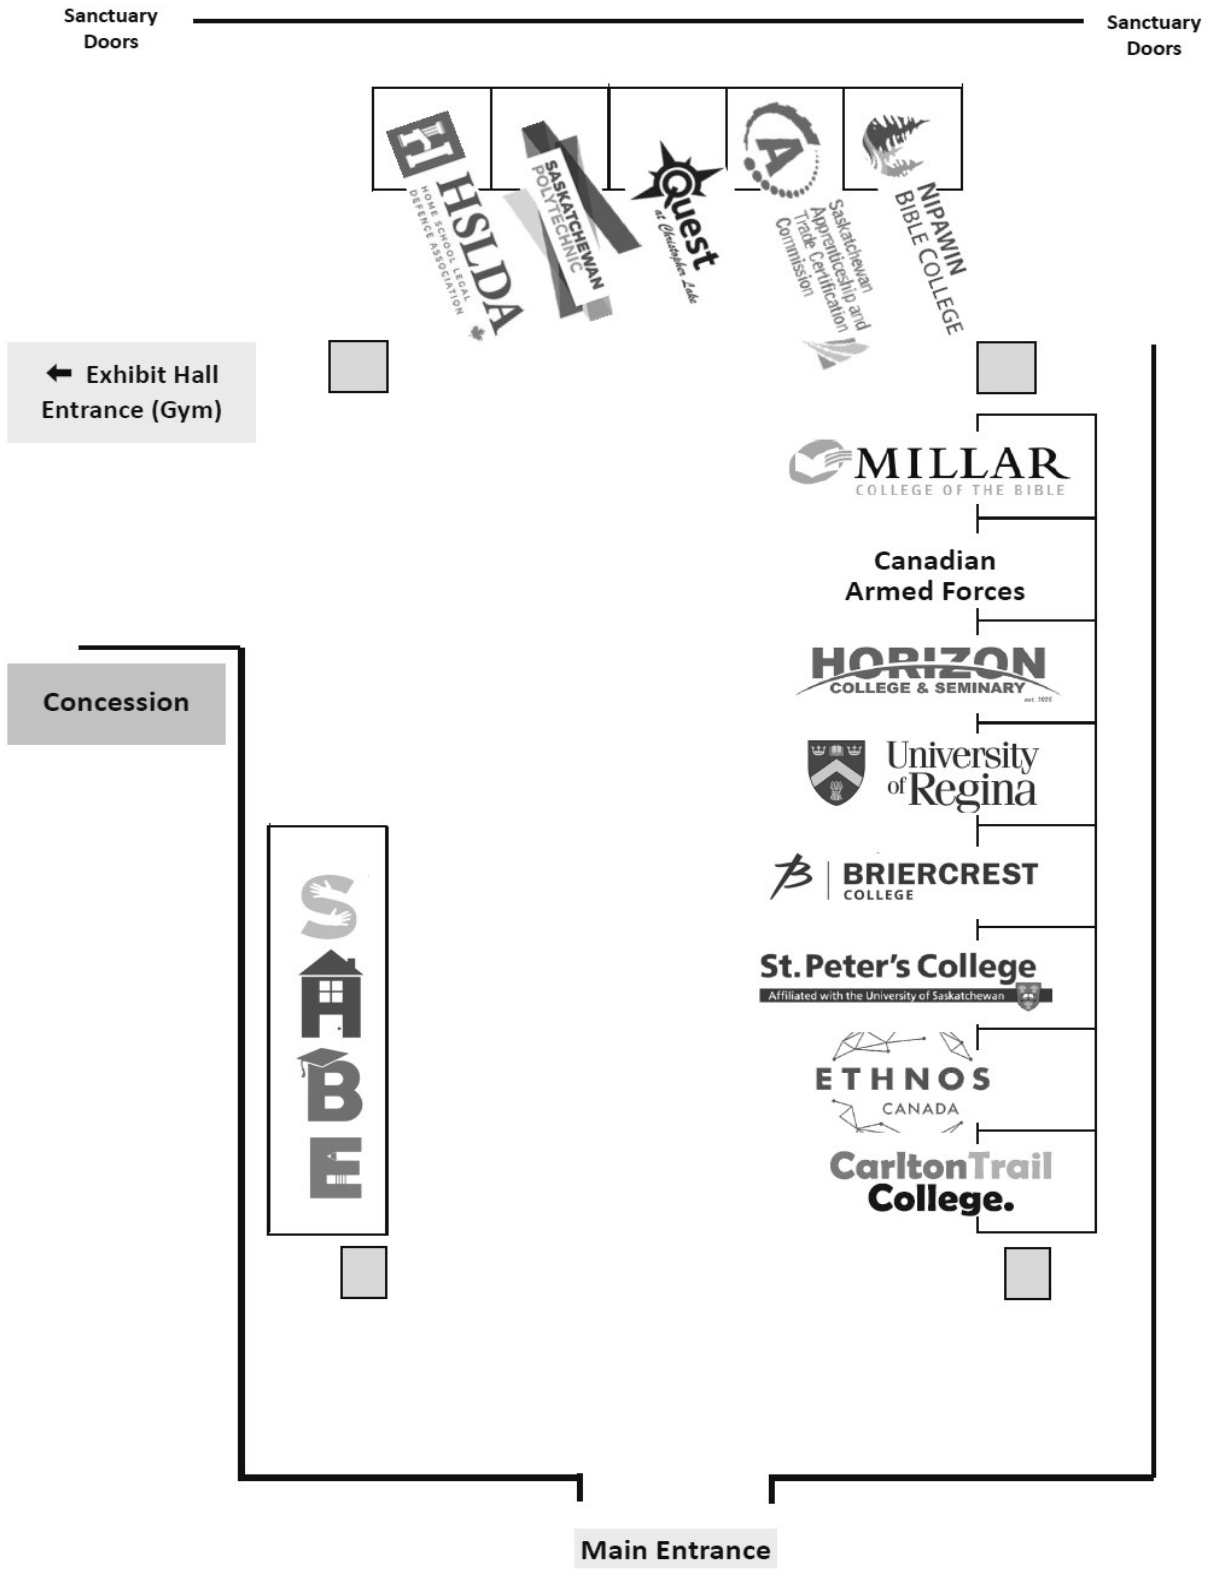 Sanctuary
Doors
Sanctuary
Doors
HSLDA
HOME SCHOOL LEGAL
DEFENCE ASSOCIATION
SASKATCHEWAN
POLYTECHNIC
Quest
at Christopher Lake
A
Saskatchewan
Apprenticeship and
Trade Certification
Commission
NIPAWIN
BIBLE COLLEGE
← Exhibit Hall
Entrance (Gym)
MILLAR
COLLEGE OF THE BIBLE
Canadian
Armed Forces
HORIZON
COLLEGE & SEMINARY
est. 1935
Concession
University
of Regina
B | BRIERCREST
COLLEGE
St. Peter's College
Affiliated with the University of Saskatchewan
SABE
ETHNOS
CANADA
CarltonTrail
College.
Main Entrance